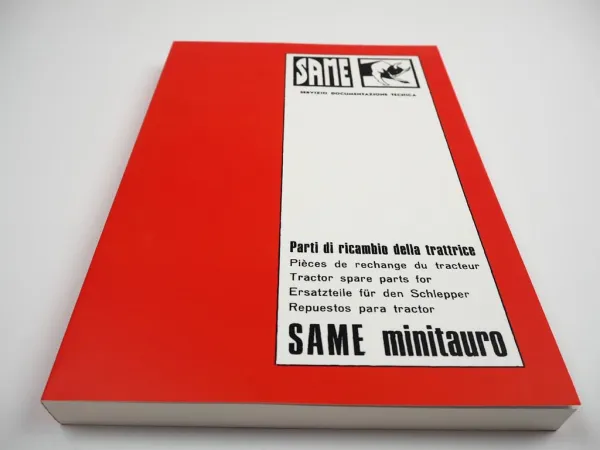 SAME
SERVIZIO DOCUMENTAZIONE TECNICA
Parti di ricambio della trattrice
Pièces de rechange du tracteur
Tractor spare parts for
Ersatzteile für den Schlepper
Repuestos para tractor
SAME minitauro